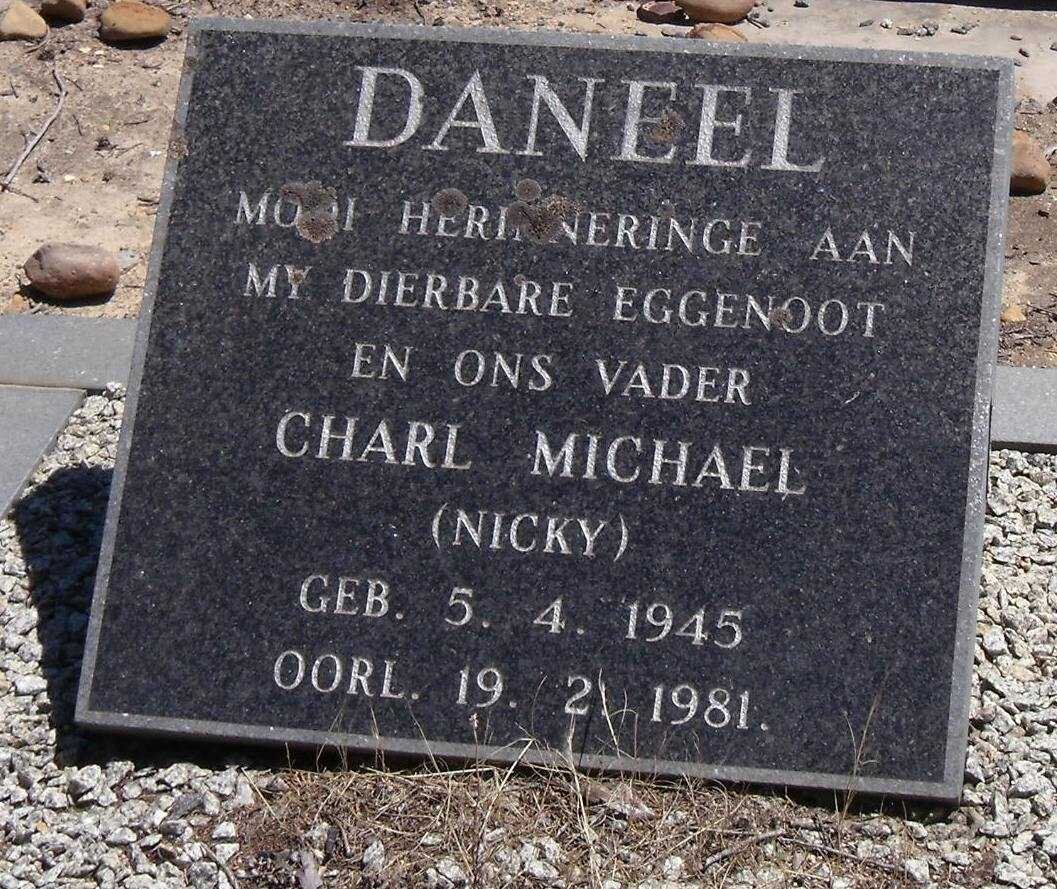 DANEEL
MOOI HERINNERINGE AAN
MY DIERBARE EGGENOOT
EN ONS VADER
CHARL MICHAEL
(NICKY)
GEB. 5. 4. 1945
OORL. 19. 2. 1981.